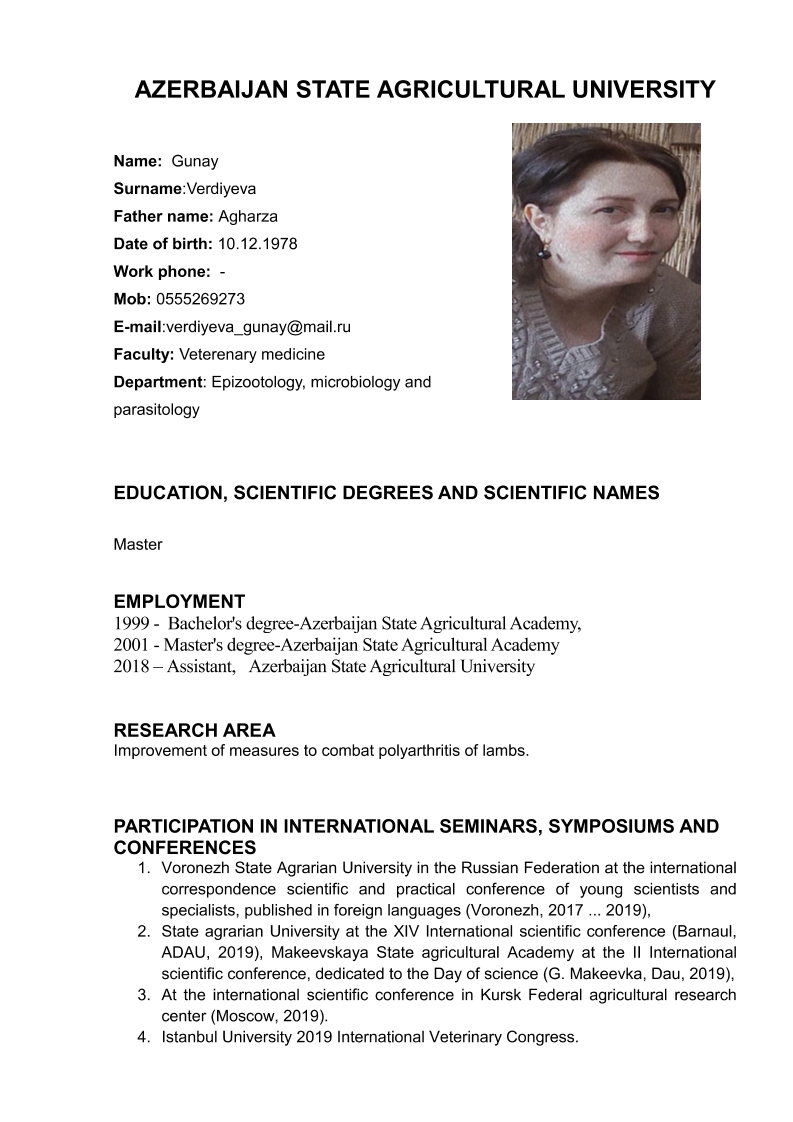 AZERBAIJAN STATE AGRICULTURAL UNIVERSITY
Name:  Gunay
Surname:Verdiyeva
Father name: Agharza
Date of birth: 10.12.1978
Work phone:  -
Mob: 0555269273
E-mail:verdiyeva_gunay@mail.ru
Faculty: Veterenary medicine
Department: Epizootology, microbiology and
parasitology
EDUCATION, SCIENTIFIC DEGREES AND SCIENTIFIC NAMES
Master
EMPLOYMENT
1999 -  Bachelor's degree-Azerbaijan State Agricultural Academy,
2001 - Master's degree-Azerbaijan State Agricultural Academy
2018 – Assistant,   Azerbaijan State Agricultural University
RESEARCH AREA
Improvement of measures to combat polyarthritis of lambs.
PARTICIPATION IN INTERNATIONAL SEMINARS, SYMPOSIUMS AND
CONFERENCES
1. Voronezh State Agrarian University in the Russian Federation at the international
correspondence scientific and practical conference of young scientists and
specialists, published in foreign languages (Voronezh, 2017 ... 2019),
2. State agrarian University at the XIV International scientific conference (Barnaul,
ADAU, 2019), Makeevskaya State agricultural Academy at the II International
scientific conference, dedicated to the Day of science (G. Makeevka, Dau, 2019),
3. At the international scientific conference in Kursk Federal agricultural research
center (Moscow, 2019).
4. Istanbul University 2019 International Veterinary Congress.